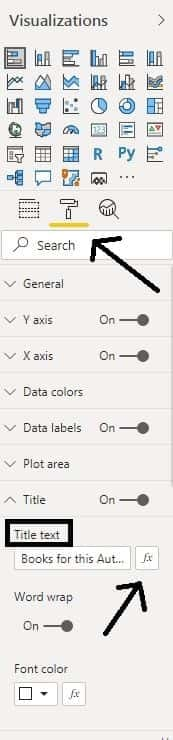 Visualizations
R Py
Search
General
Y axis On
X axis On
Data colors
Data labels On
Plot area
Title On
Title text
Books for this Aut... fx
Word wrap
On
Font color
fx